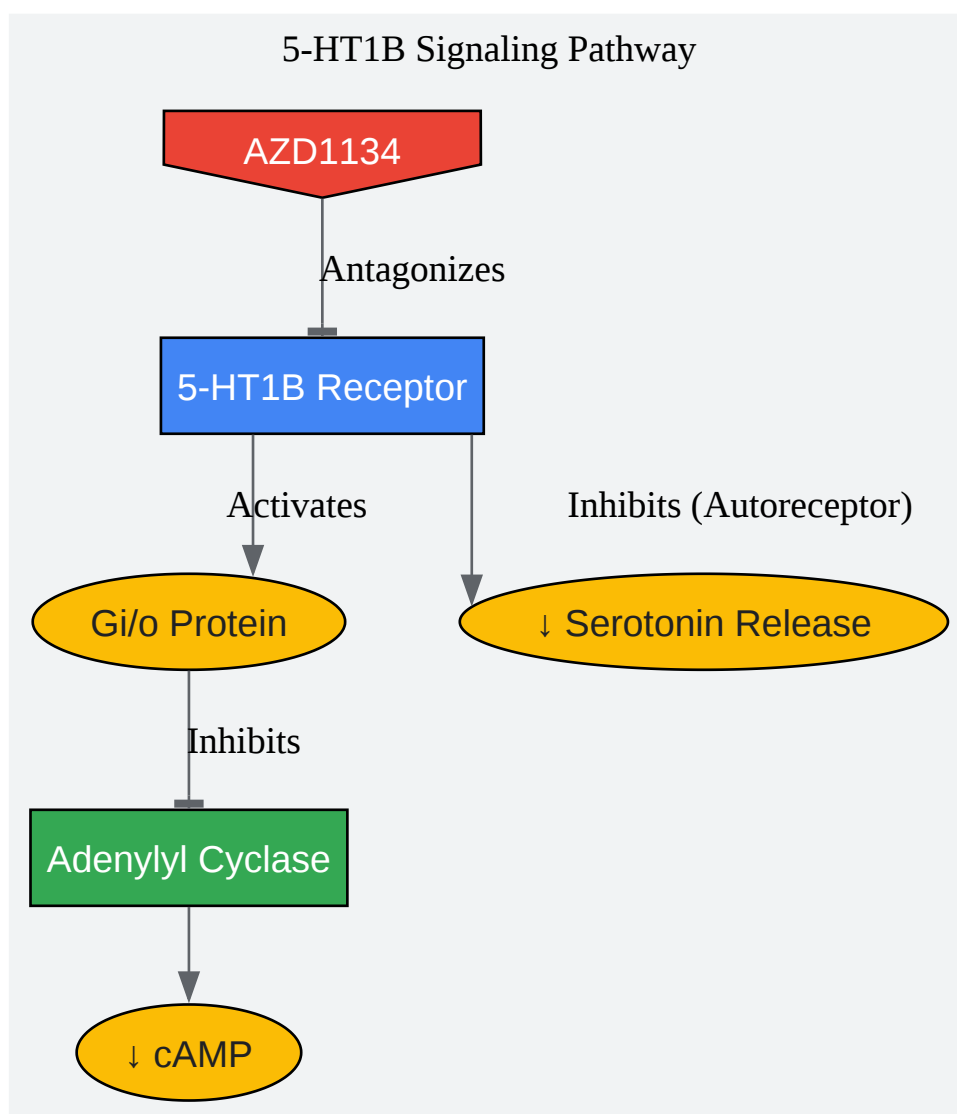 5-HT1B Signaling Pathway
AZD1134
Antagonizes
5-HT1B Receptor
Activates
Inhibits (Autoreceptor)
Gi/o Protein
↓ Serotonin Release
Inhibits
Adenylyl Cyclase
↓ cAMP